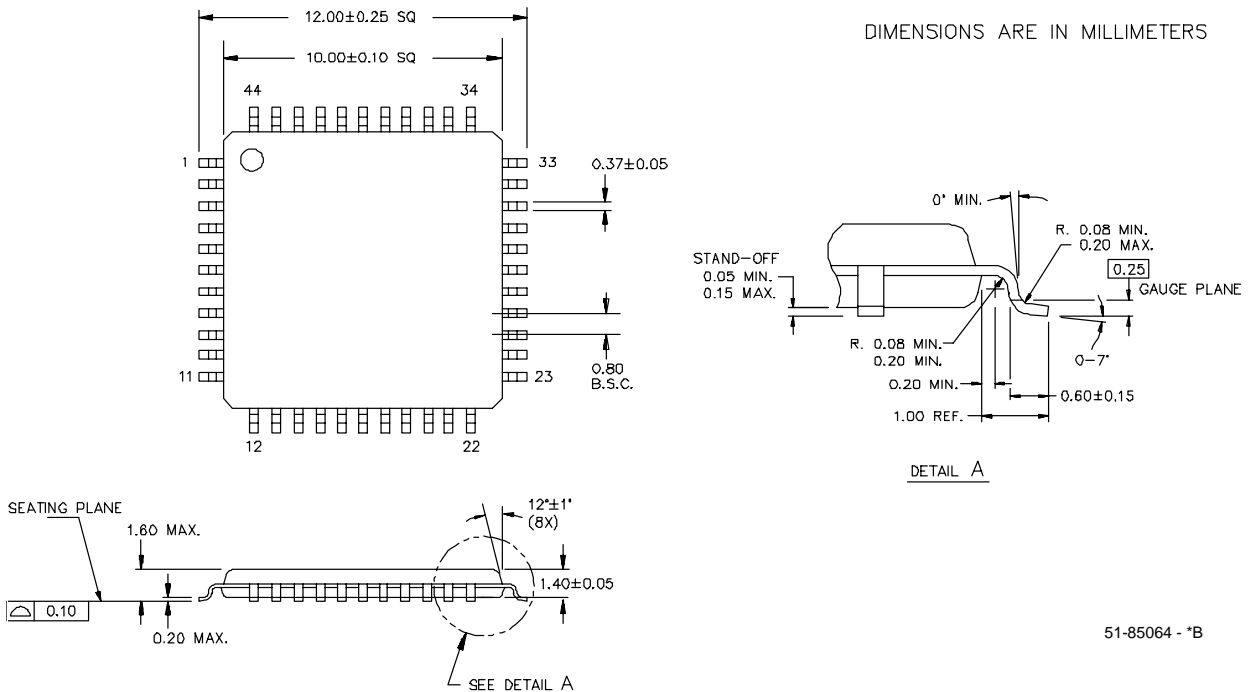 12.00±0.25 SQ
DIMENSIONS ARE IN MILLIMETERS
10.00±0.10 SQ
44
34
1
33
0.37±0.05
0.80
B.S.C.
11
23
12
22
0° MIN.
R. 0.08 MIN.
0.20 MAX.
STAND-OFF
0.05 MIN.
0.15 MAX.
0.25
GAUGE PLANE
R. 0.08 MIN.
0.20 MIN.
0-7°
0.20 MIN.
0.60±0.15
1.00 REF.
DETAIL A
SEATING PLANE
1.60 MAX.
12°±1°
(8X)
1.40±0.05
0.10
0.20 MAX.
SEE DETAIL A
51-85064 - *B